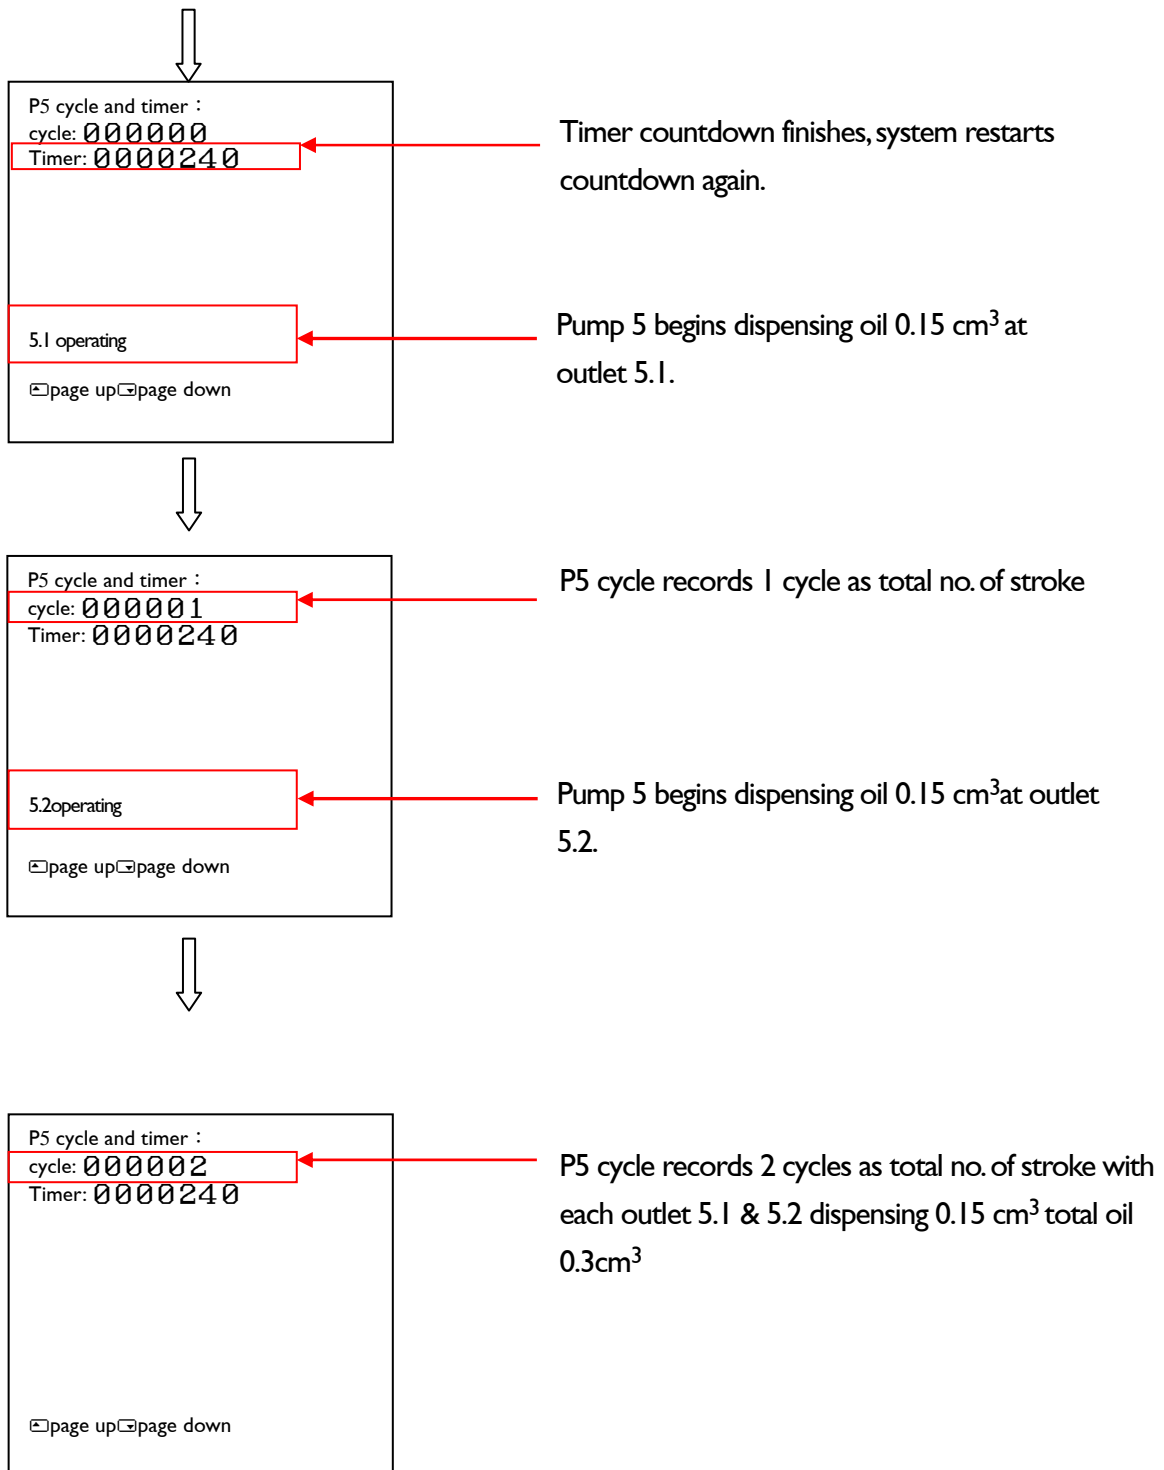 P5 cycle and timer：
cycle: 000000
Timer: 0000240
Timer countdown finishes, system restarts
countdown again.
5.1 operating
Pump 5 begins dispensing oil 0.15 cm³ at
outlet 5.1.
page up page down
P5 cycle and timer：
cycle: 000001
Timer: 0000240
P5 cycle records 1 cycle as total no. of stroke
5.2operating
Pump 5 begins dispensing oil 0.15 cm³at outlet
5.2.
page up page down
P5 cycle and timer：
cycle: 000002
Timer: 0000240
P5 cycle records 2 cycles as total no. of stroke with
each outlet 5.1 & 5.2 dispensing 0.15 cm³ total oil
0.3cm³
page up page down